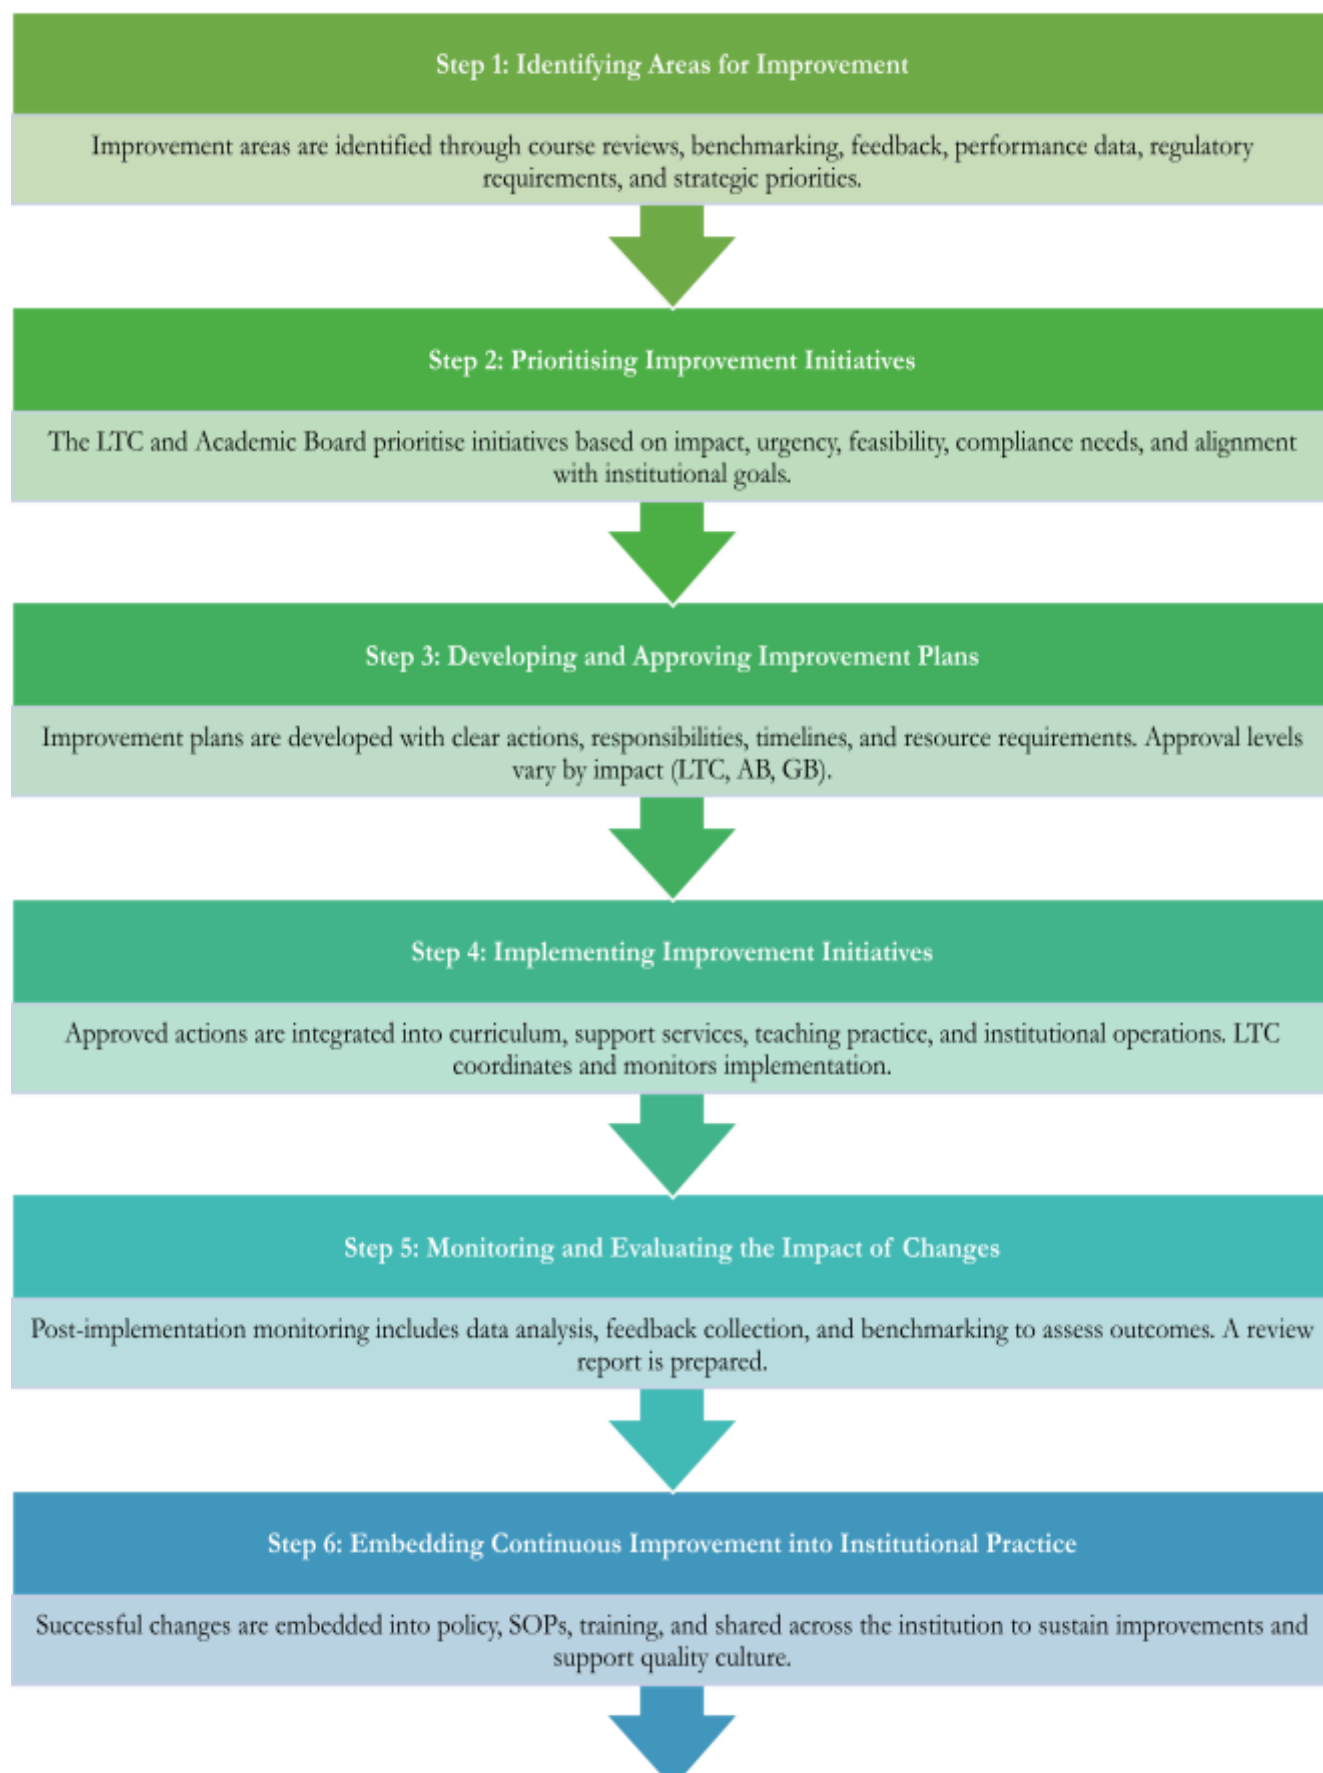 Step 1: Identifying Areas for Improvement
Improvement areas are identified through course reviews, benchmarking, feedback, performance data, regulatory
requirements, and strategic priorities.
Step 2: Prioritising Improvement Initiatives
The LTC and Academic Board prioritise initiatives based on impact, urgency, feasibility, compliance needs, and alignment
with institutional goals.
Step 3: Developing and Approving Improvement Plans
Improvement plans are developed with clear actions, responsibilities, timelines, and resource requirements. Approval levels
vary by impact (LTC, AB, GB).
Step 4: Implementing Improvement Initiatives
Approved actions are integrated into curriculum, support services, teaching practice, and institutional operations. LTC
coordinates and monitors implementation.
Step 5: Monitoring and Evaluating the Impact of Changes
Post-implementation monitoring includes data analysis, feedback collection, and benchmarking to assess outcomes. A review
report is prepared.
Step 6: Embedding Continuous Improvement into Institutional Practice
Successful changes are embedded into policy, SOPs, training, and shared across the institution to sustain improvements and
support quality culture.